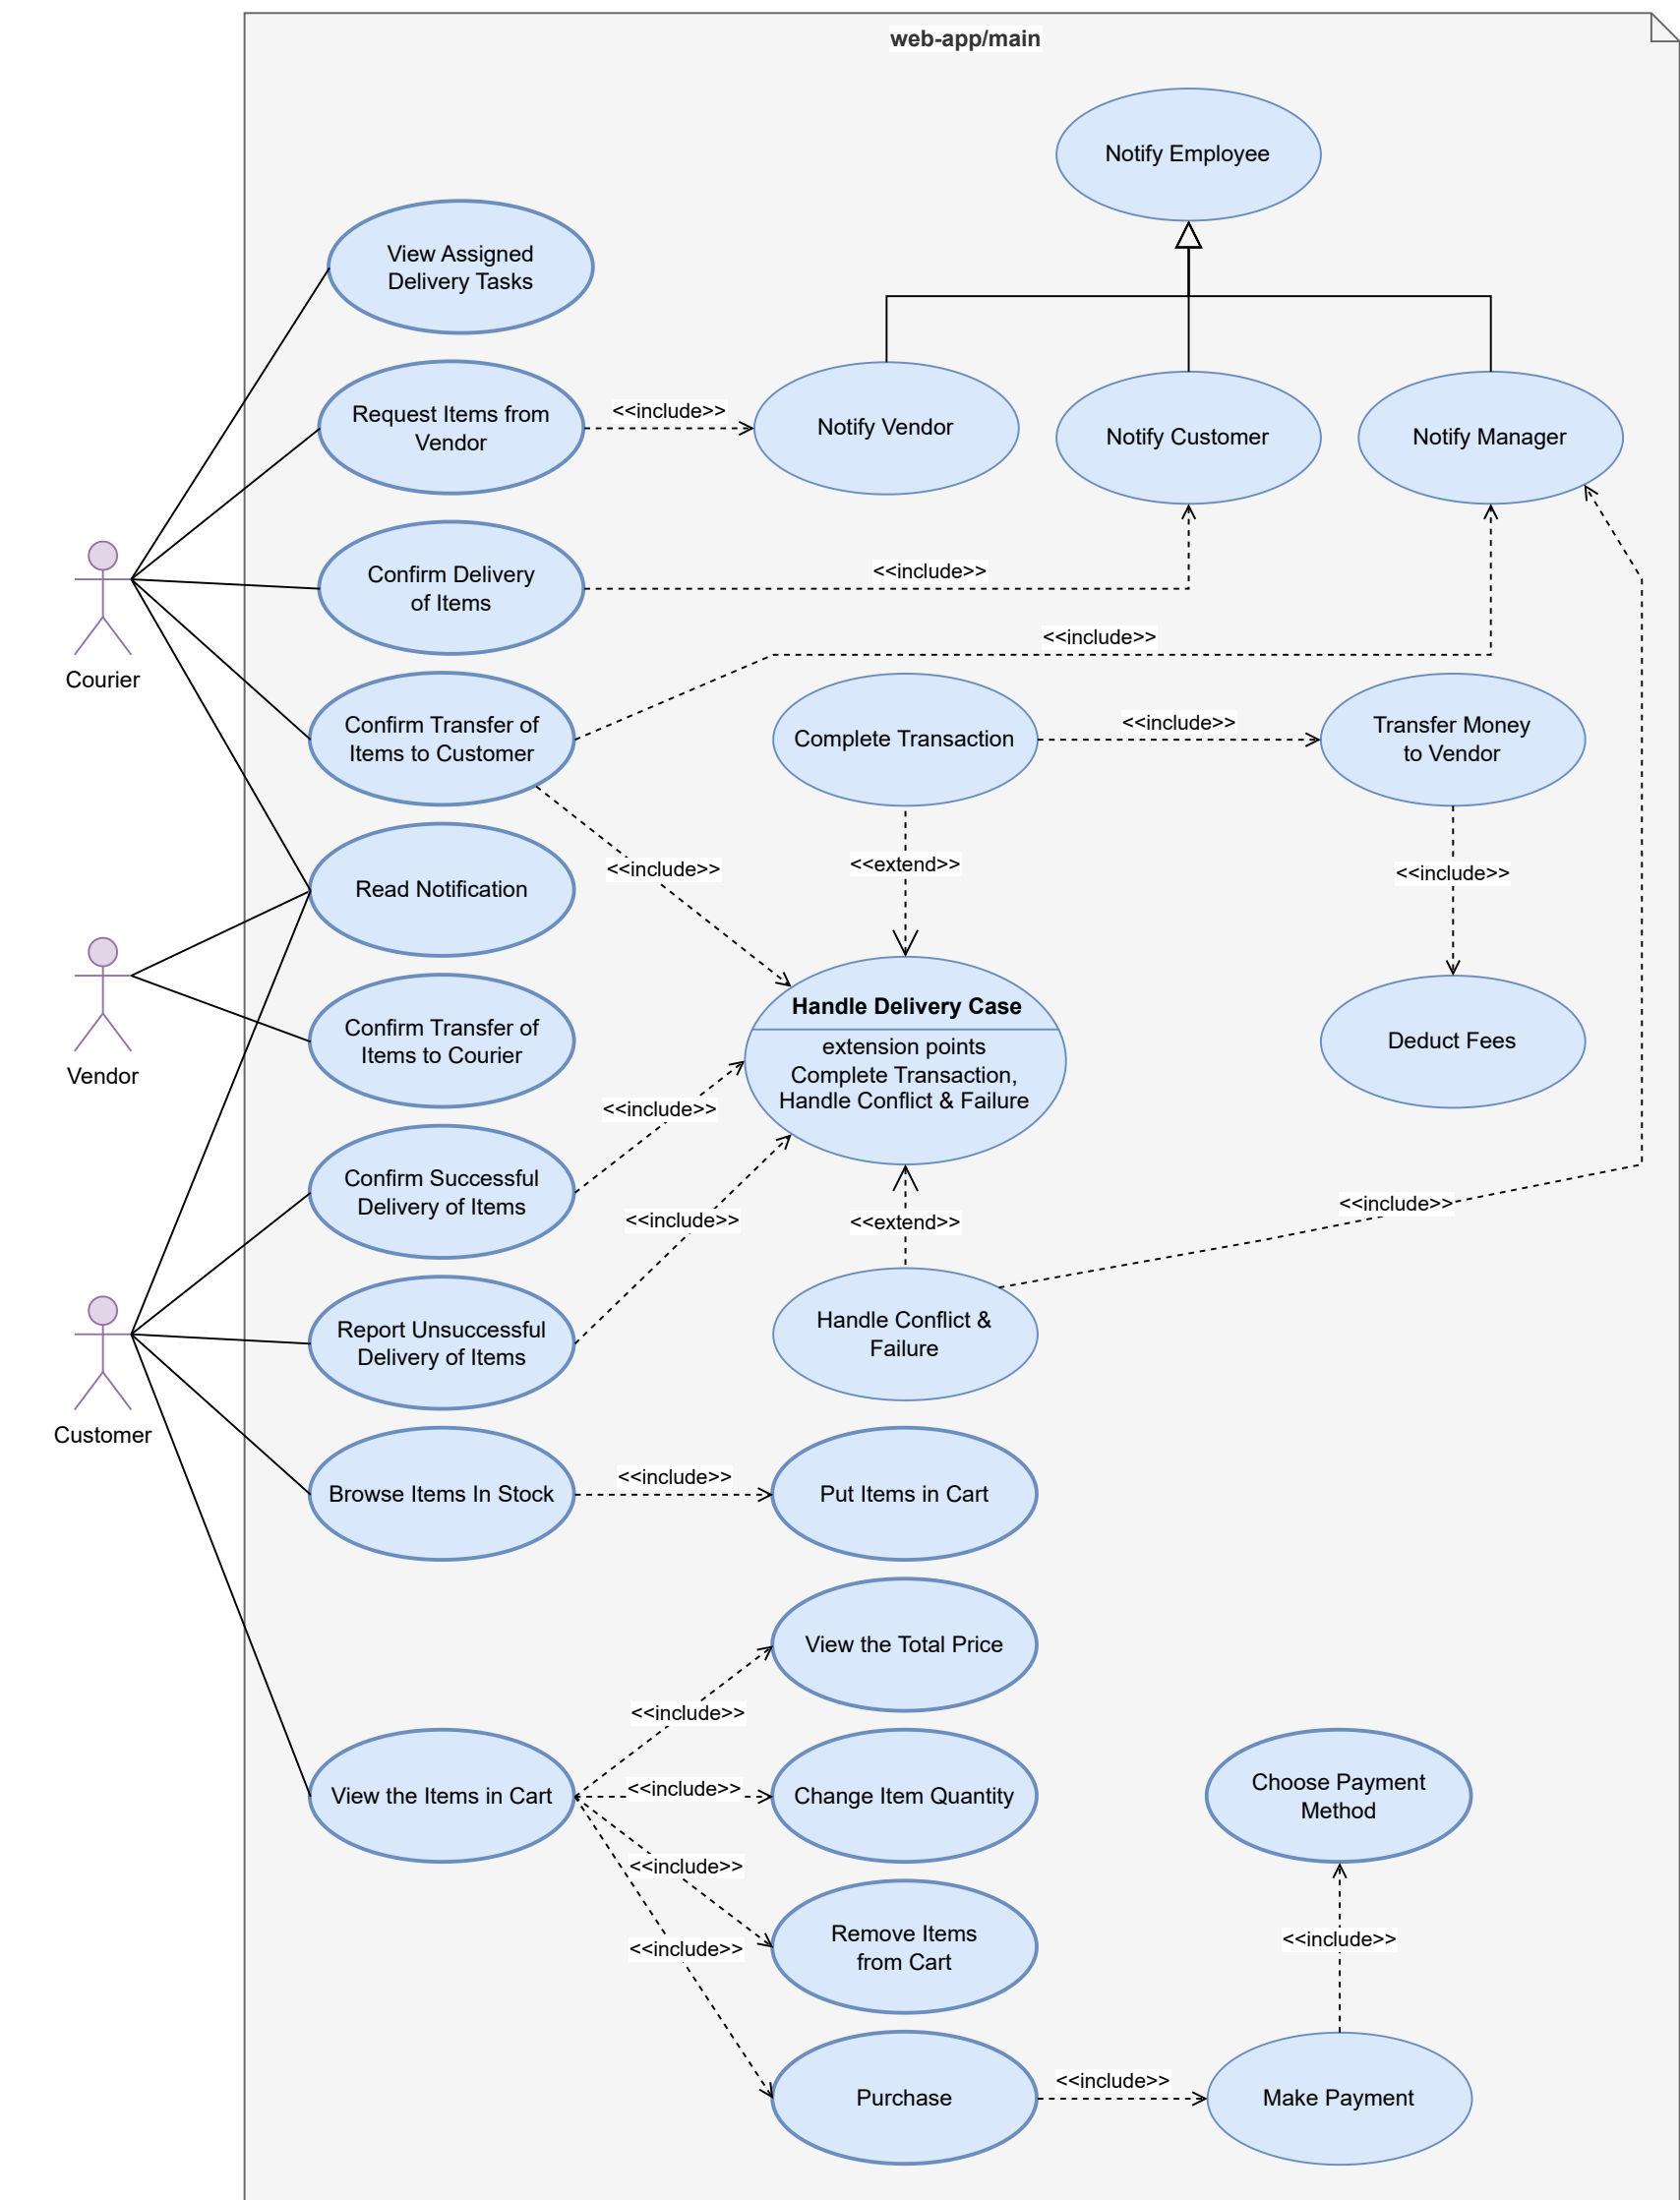 web-app/main
Notify Employee
View Assigned
Delivery Tasks
Request Items from
Vendor
<<include>>
Notify Vendor
Notify Customer
Notify Manager
Confirm Delivery
of Items
<<include>>
Courier
<<include>>
Confirm Transfer of
Items to Customer
Complete Transaction
<<include>>
Transfer Money
to Vendor
<<include>>
<<extend>>
<<include>>
Read Notification
Vendor
Confirm Transfer of
Items to Courier
Handle Delivery Case
extension points
Complete Transaction,
Handle Conflict & Failure
Deduct Fees
<<include>>
Confirm Successful
Delivery of Items
<<include>>
<<extend>>
<<include>>
Customer
Report Unsuccessful
Delivery of Items
Handle Conflict &
Failure
Browse Items In Stock
<<include>>
Put Items in Cart
View the Total Price
<<include>>
View the Items in Cart
<<include>>
Change Item Quantity
Choose Payment
Method
<<include>>
Remove Items
from Cart
<<include>>
<<include>>
Purchase
<<include>>
Make Payment